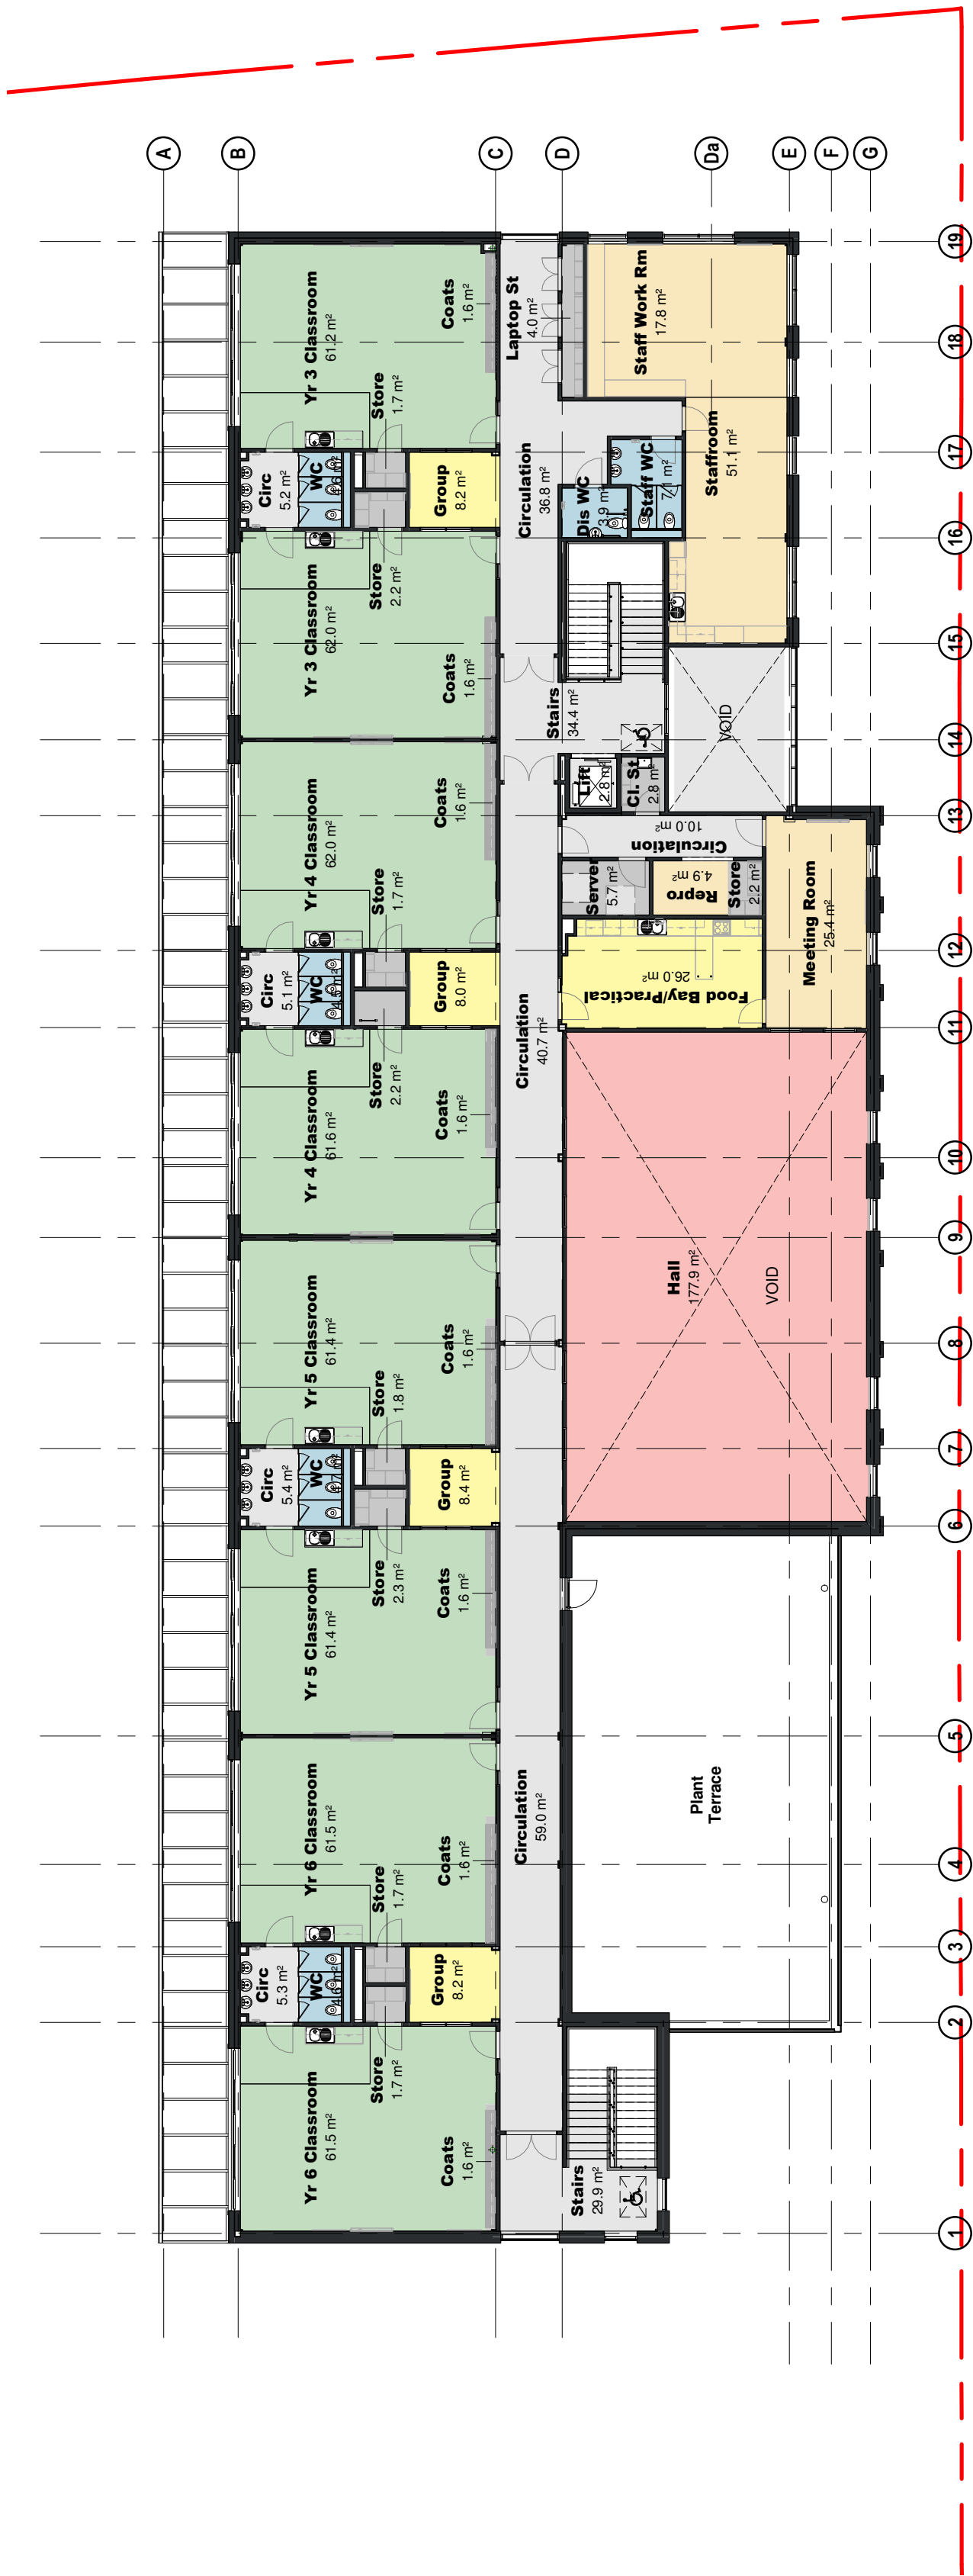 A
B
C
D
Da
E
F
G
19
18
17
16
15
14
13
12
11
10
9
8
7
6
5
4
3
2
1
Yr 3 Classroom
61.2 m²
Coats
1.6 m²
Store
1.7 m²
Circ
5.2 m²
WC
Group
8.2 m²
Store
2.2 m²
Yr 3 Classroom
62.0 m²
Coats
1.6 m²
Yr 4 Classroom
62.0 m²
Coats
1.6 m²
Store
1.7 m²
Circ
5.1 m²
WC
Group
8.0 m²
Store
2.2 m²
Yr 4 Classroom
61.6 m²
Coats
1.6 m²
Yr 5 Classroom
61.4 m²
Coats
1.6 m²
Store
1.8 m²
Circ
5.4 m²
WC
Group
8.4 m²
Store
2.3 m²
Yr 5 Classroom
61.4 m²
Coats
1.6 m²
Yr 6 Classroom
61.5 m²
Coats
1.6 m²
Store
1.7 m²
Circ
5.3 m²
WC
Group
8.2 m²
Store
1.7 m²
Yr 6 Classroom
61.5 m²
Coats
1.6 m²
Laptop St
4.0 m²
Staff Work Rm
17.8 m²
Circulation
36.8 m²
Dis WC
3.9 m²
Staff WC
7.1 m²
Staffroom
51.1 m²
Stairs
34.4 m²
VOID
Lift
2.8 m²
Cl. St
2.8 m²
Circulation
10.0 m²
Server
5.7 m²
Repro
4.9 m²
Store
2.2 m²
Meeting Room
25.4 m²
Food Bay/Practical
26.0 m²
Circulation
40.7 m²
Hall
177.9 m²
VOID
Circulation
59.0 m²
Plant
Terrace
Stairs
29.9 m²